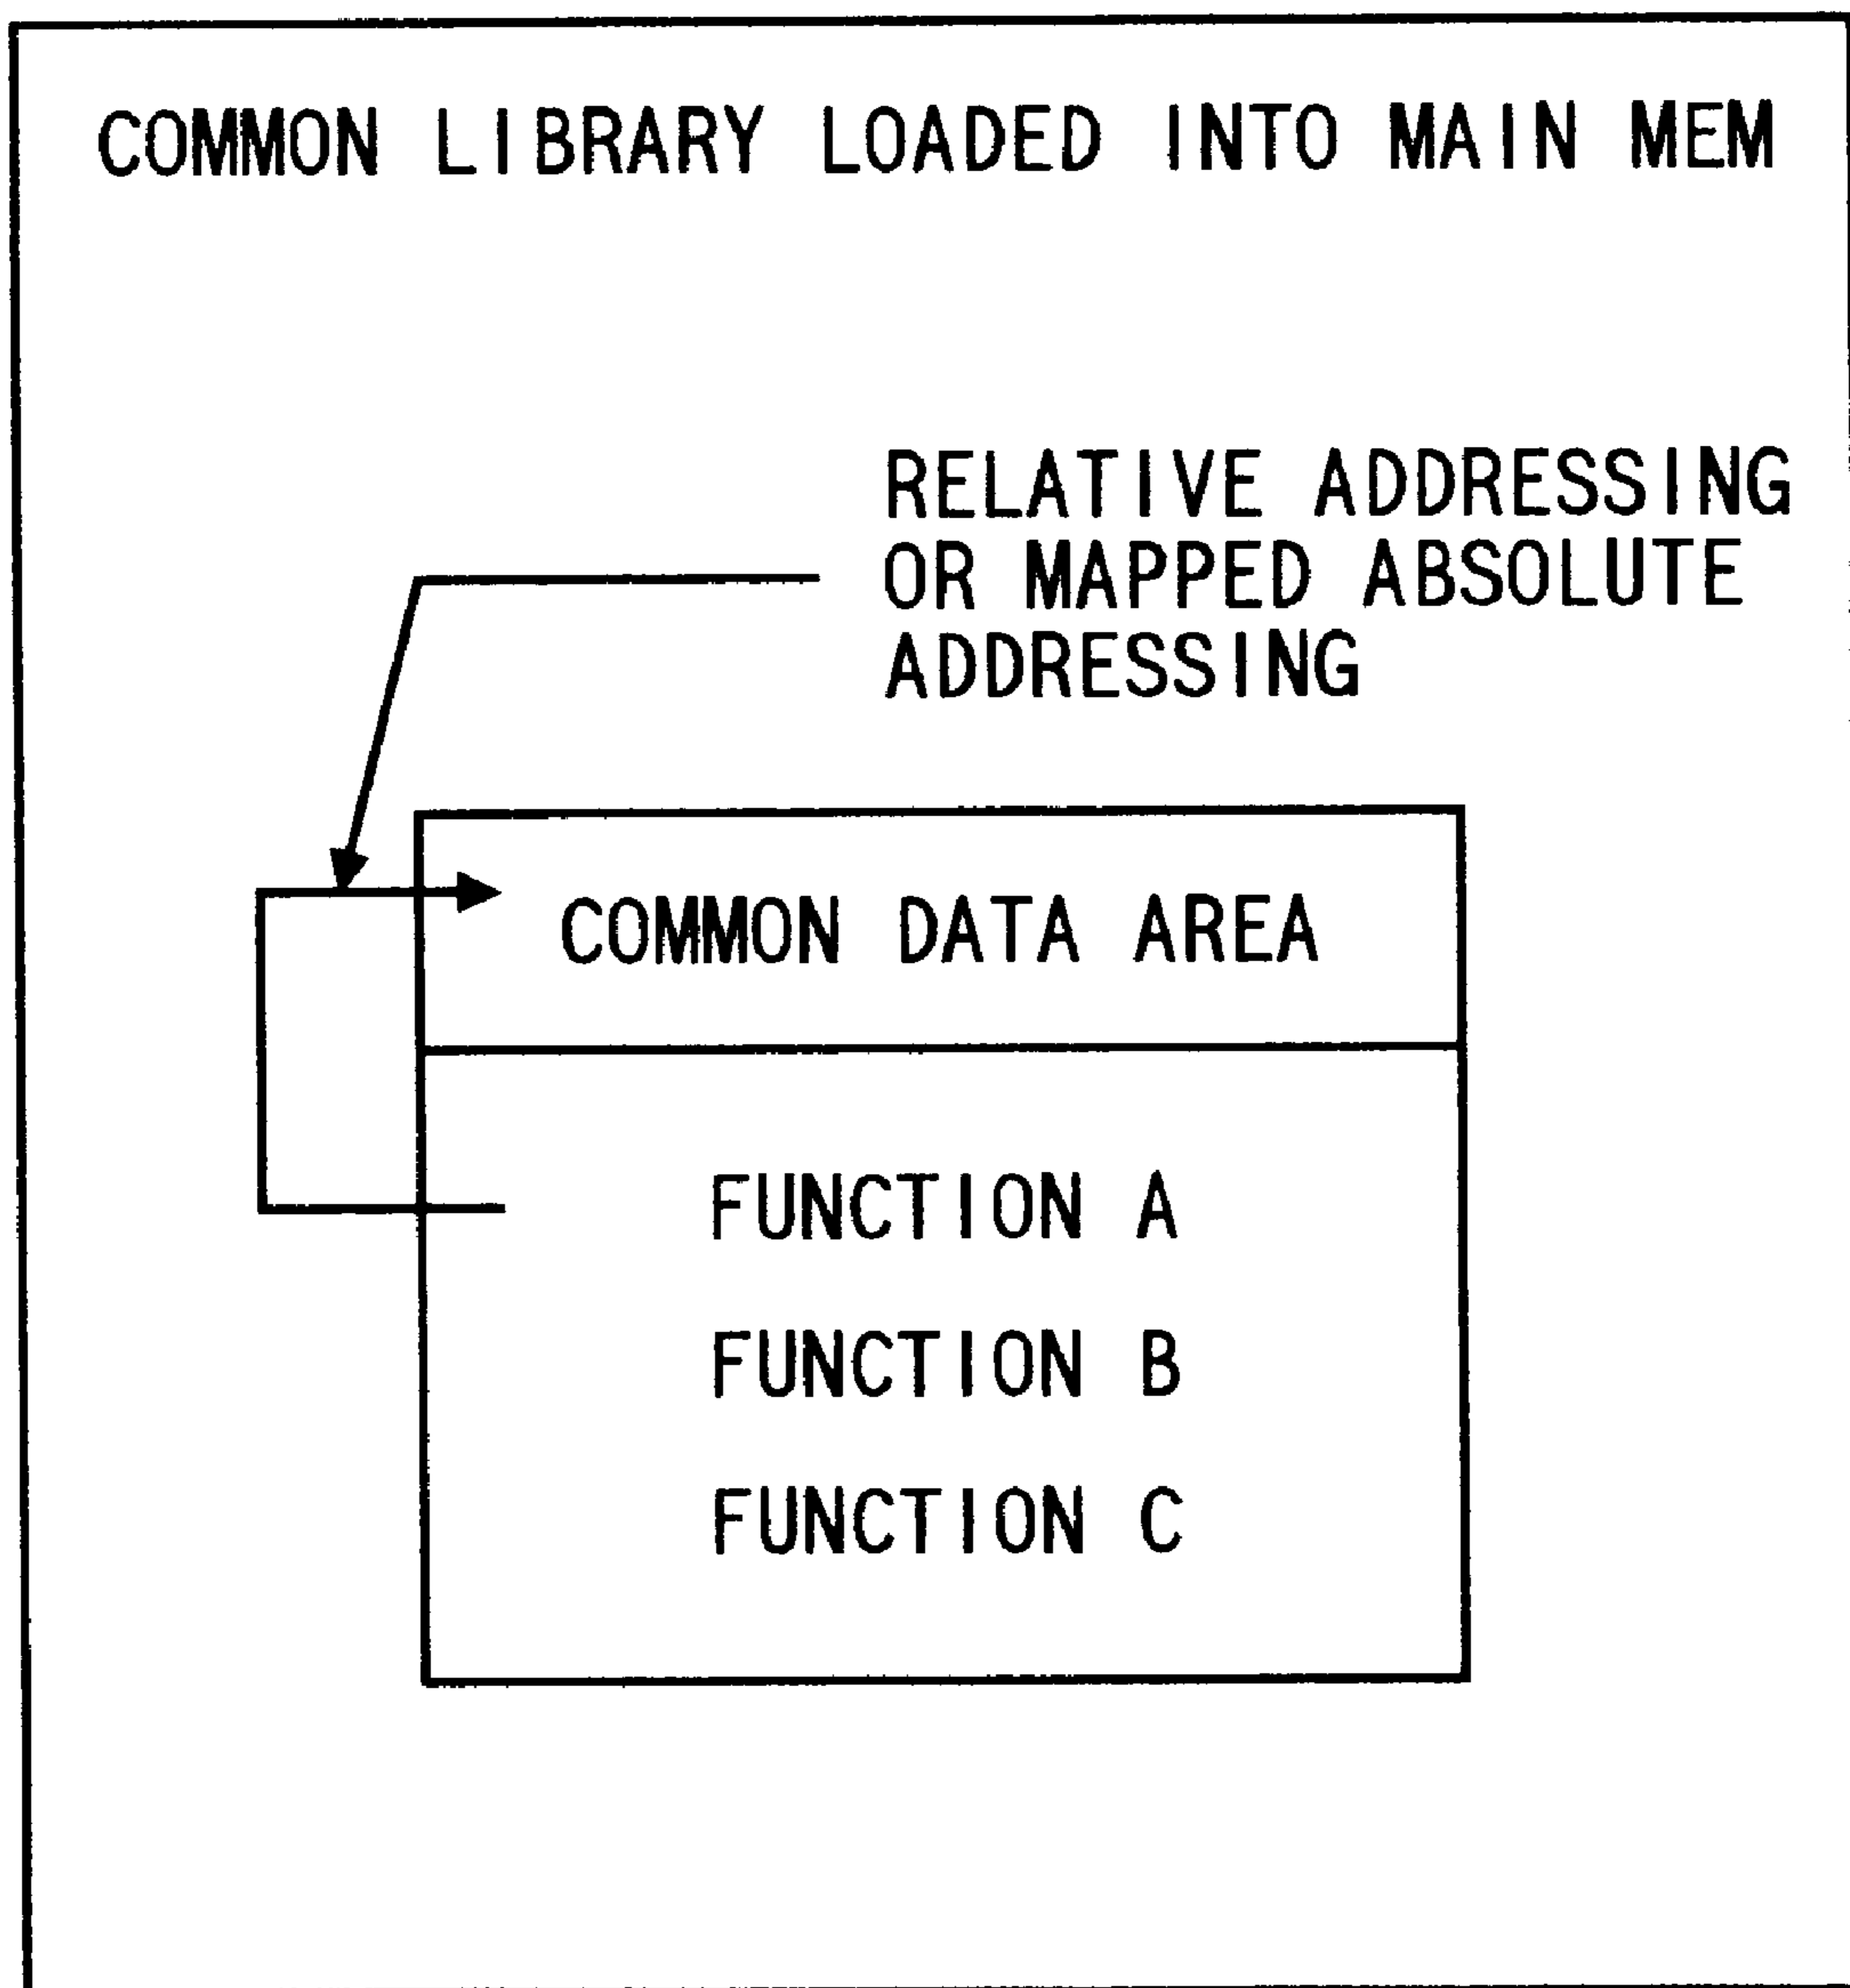 COMMON LIBRARY LOADED INTO MAIN MEM
RELATIVE ADDRESSING
OR MAPPED ABSOLUTE
ADDRESSING
COMMON DATA AREA
FUNCTION A
FUNCTION B
FUNCTION C